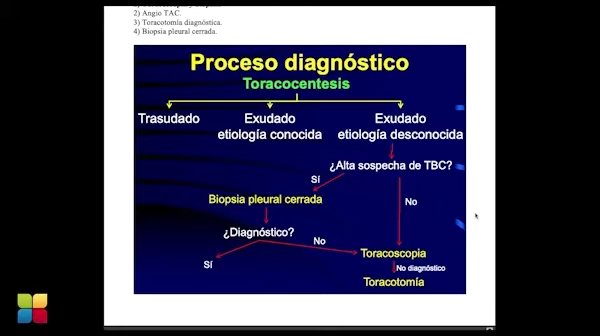 2) Angio TAC.
3) Toracotomía diagnóstica.
4) Biopsia pleural cerrada.
Proceso diagnóstico
Toracocentesis
Trasudado
Exudado
etiología conocida
Exudado
etiología desconocida
¿Alta sospecha de TBC?
Sí
Biopsia pleural cerrada
No
¿Diagnóstico?
No
Sí
Toracoscopia
No diagnóstico
Toracotomía